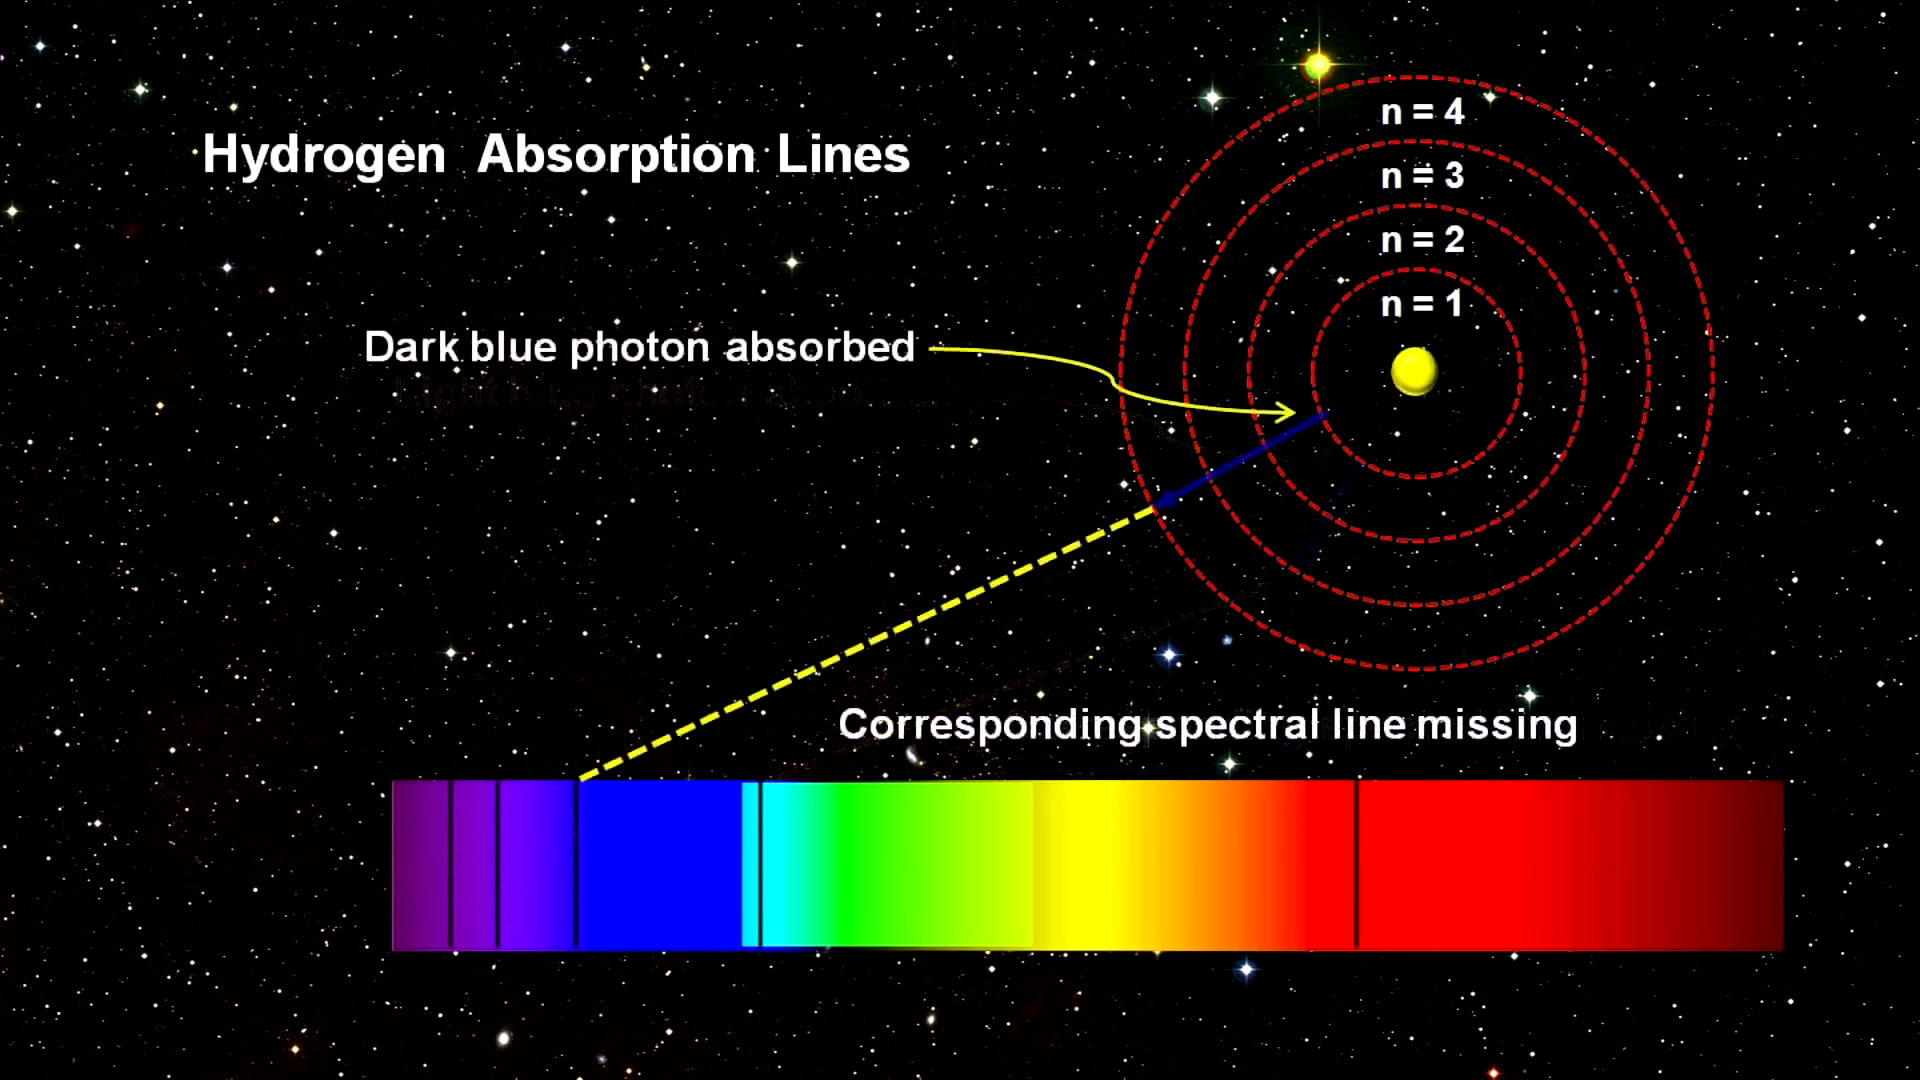 Hydrogen Absorption Lines
n = 4
n = 3
n = 2
n = 1
Dark blue photon absorbed
Corresponding spectral line missing